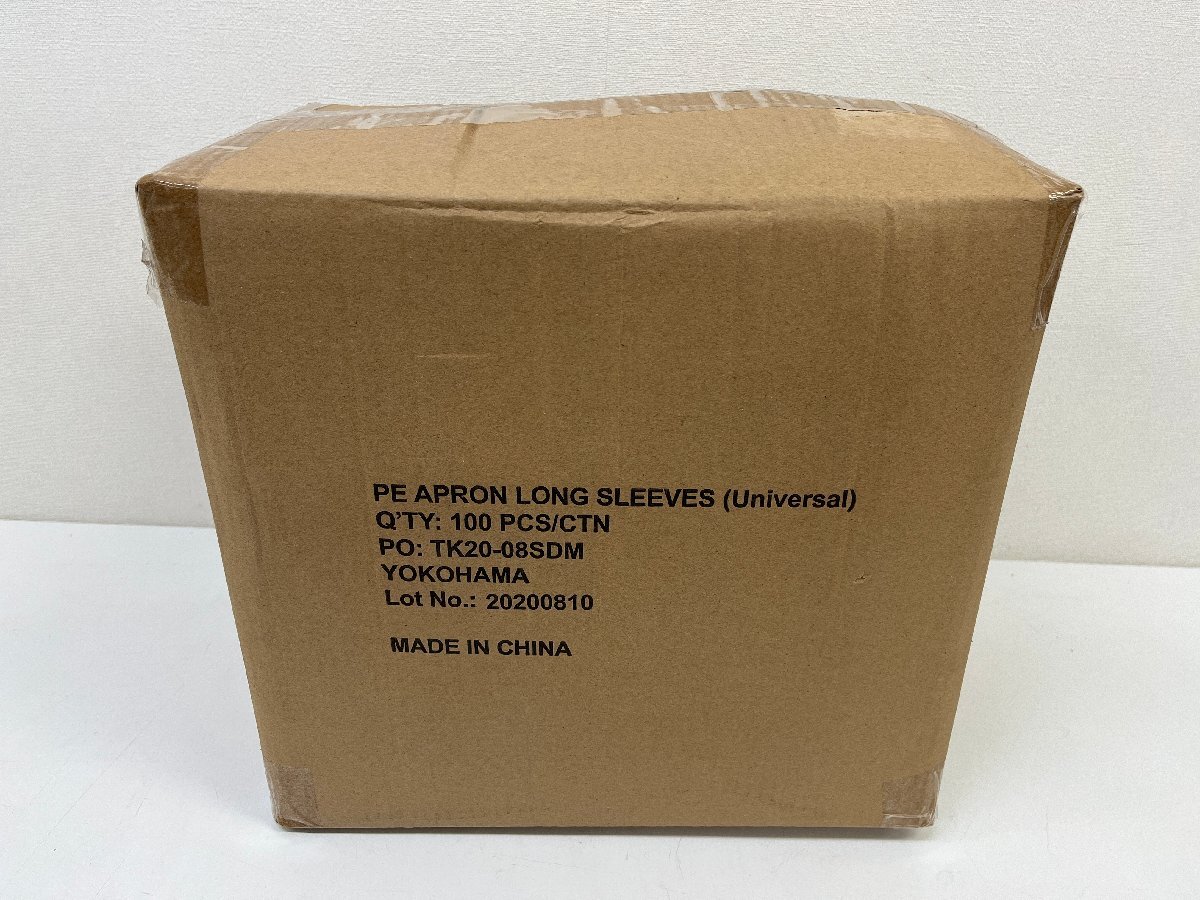 PE APRON LONG SLEEVES (Universal)
Q'TY: 100 PCS/CTN
PO: TK20-08SDM
YOKOHAMA
Lot No.: 20200810
MADE IN CHINA